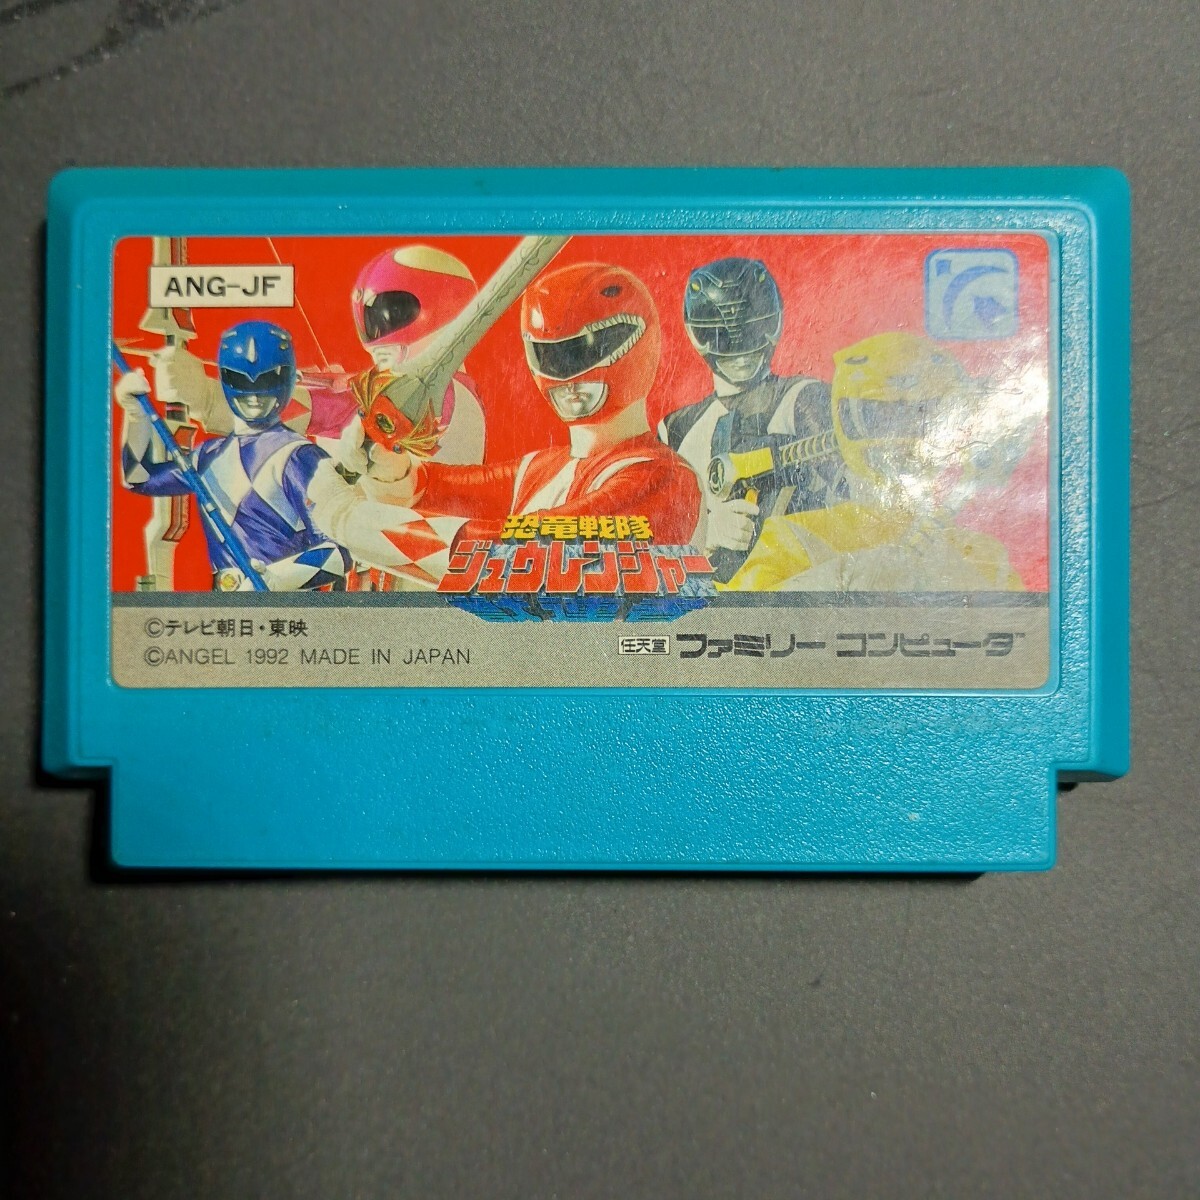 ANG-JF
恐竜戦隊
ジュウレンジャー
©テレビ朝日・東映
©ANGEL 1992 MADE IN JAPAN
任天堂 ファミリー コンピュータ